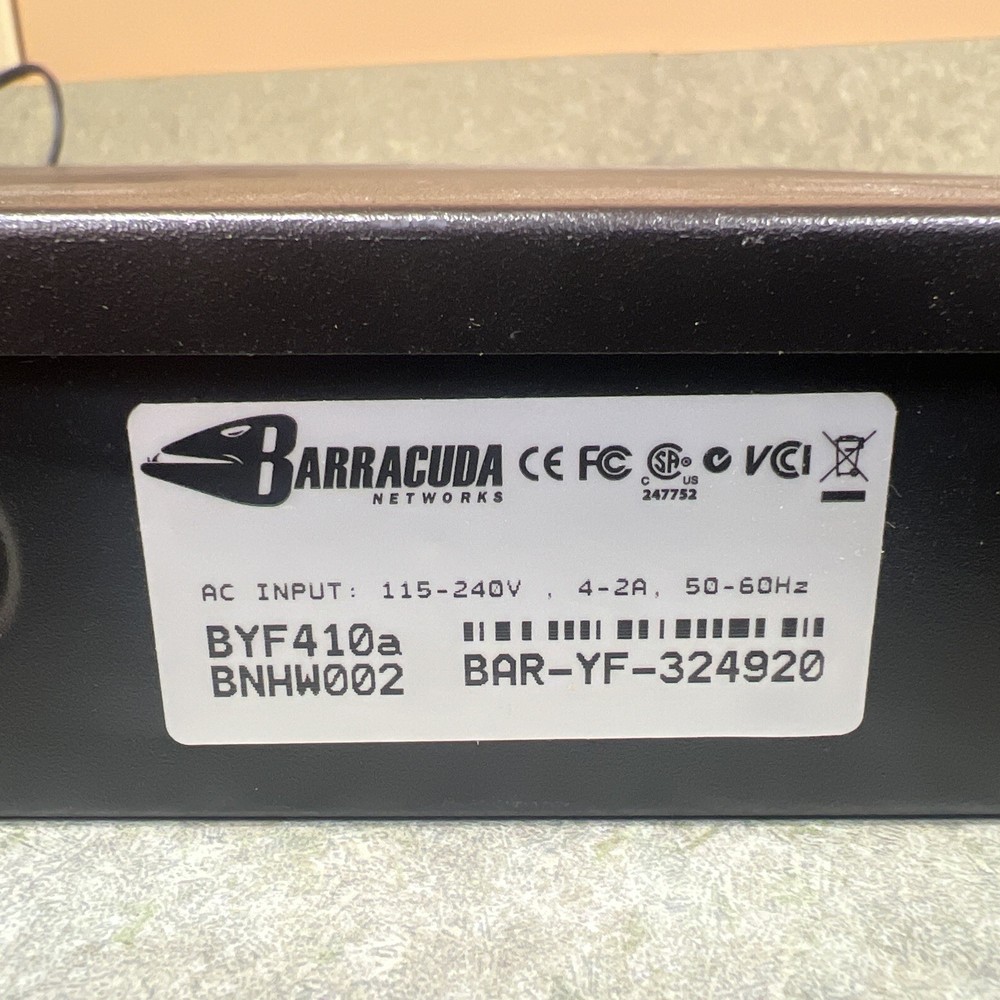 BARRACUDA
NETWORKS
CE FC C SA® US VCI
247752
AC INPUT: 115-240V , 4-2A, 50-60Hz
BYF410a
BNHW002
BAR-YF-324920